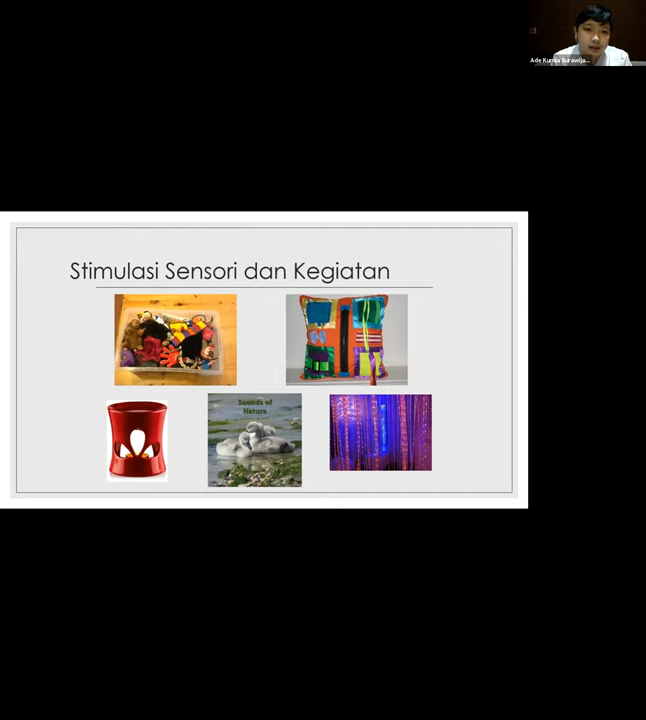 Ade Kurnia Surawija...
Stimulasi Sensori dan Kegiatan
Sounds of
Nature